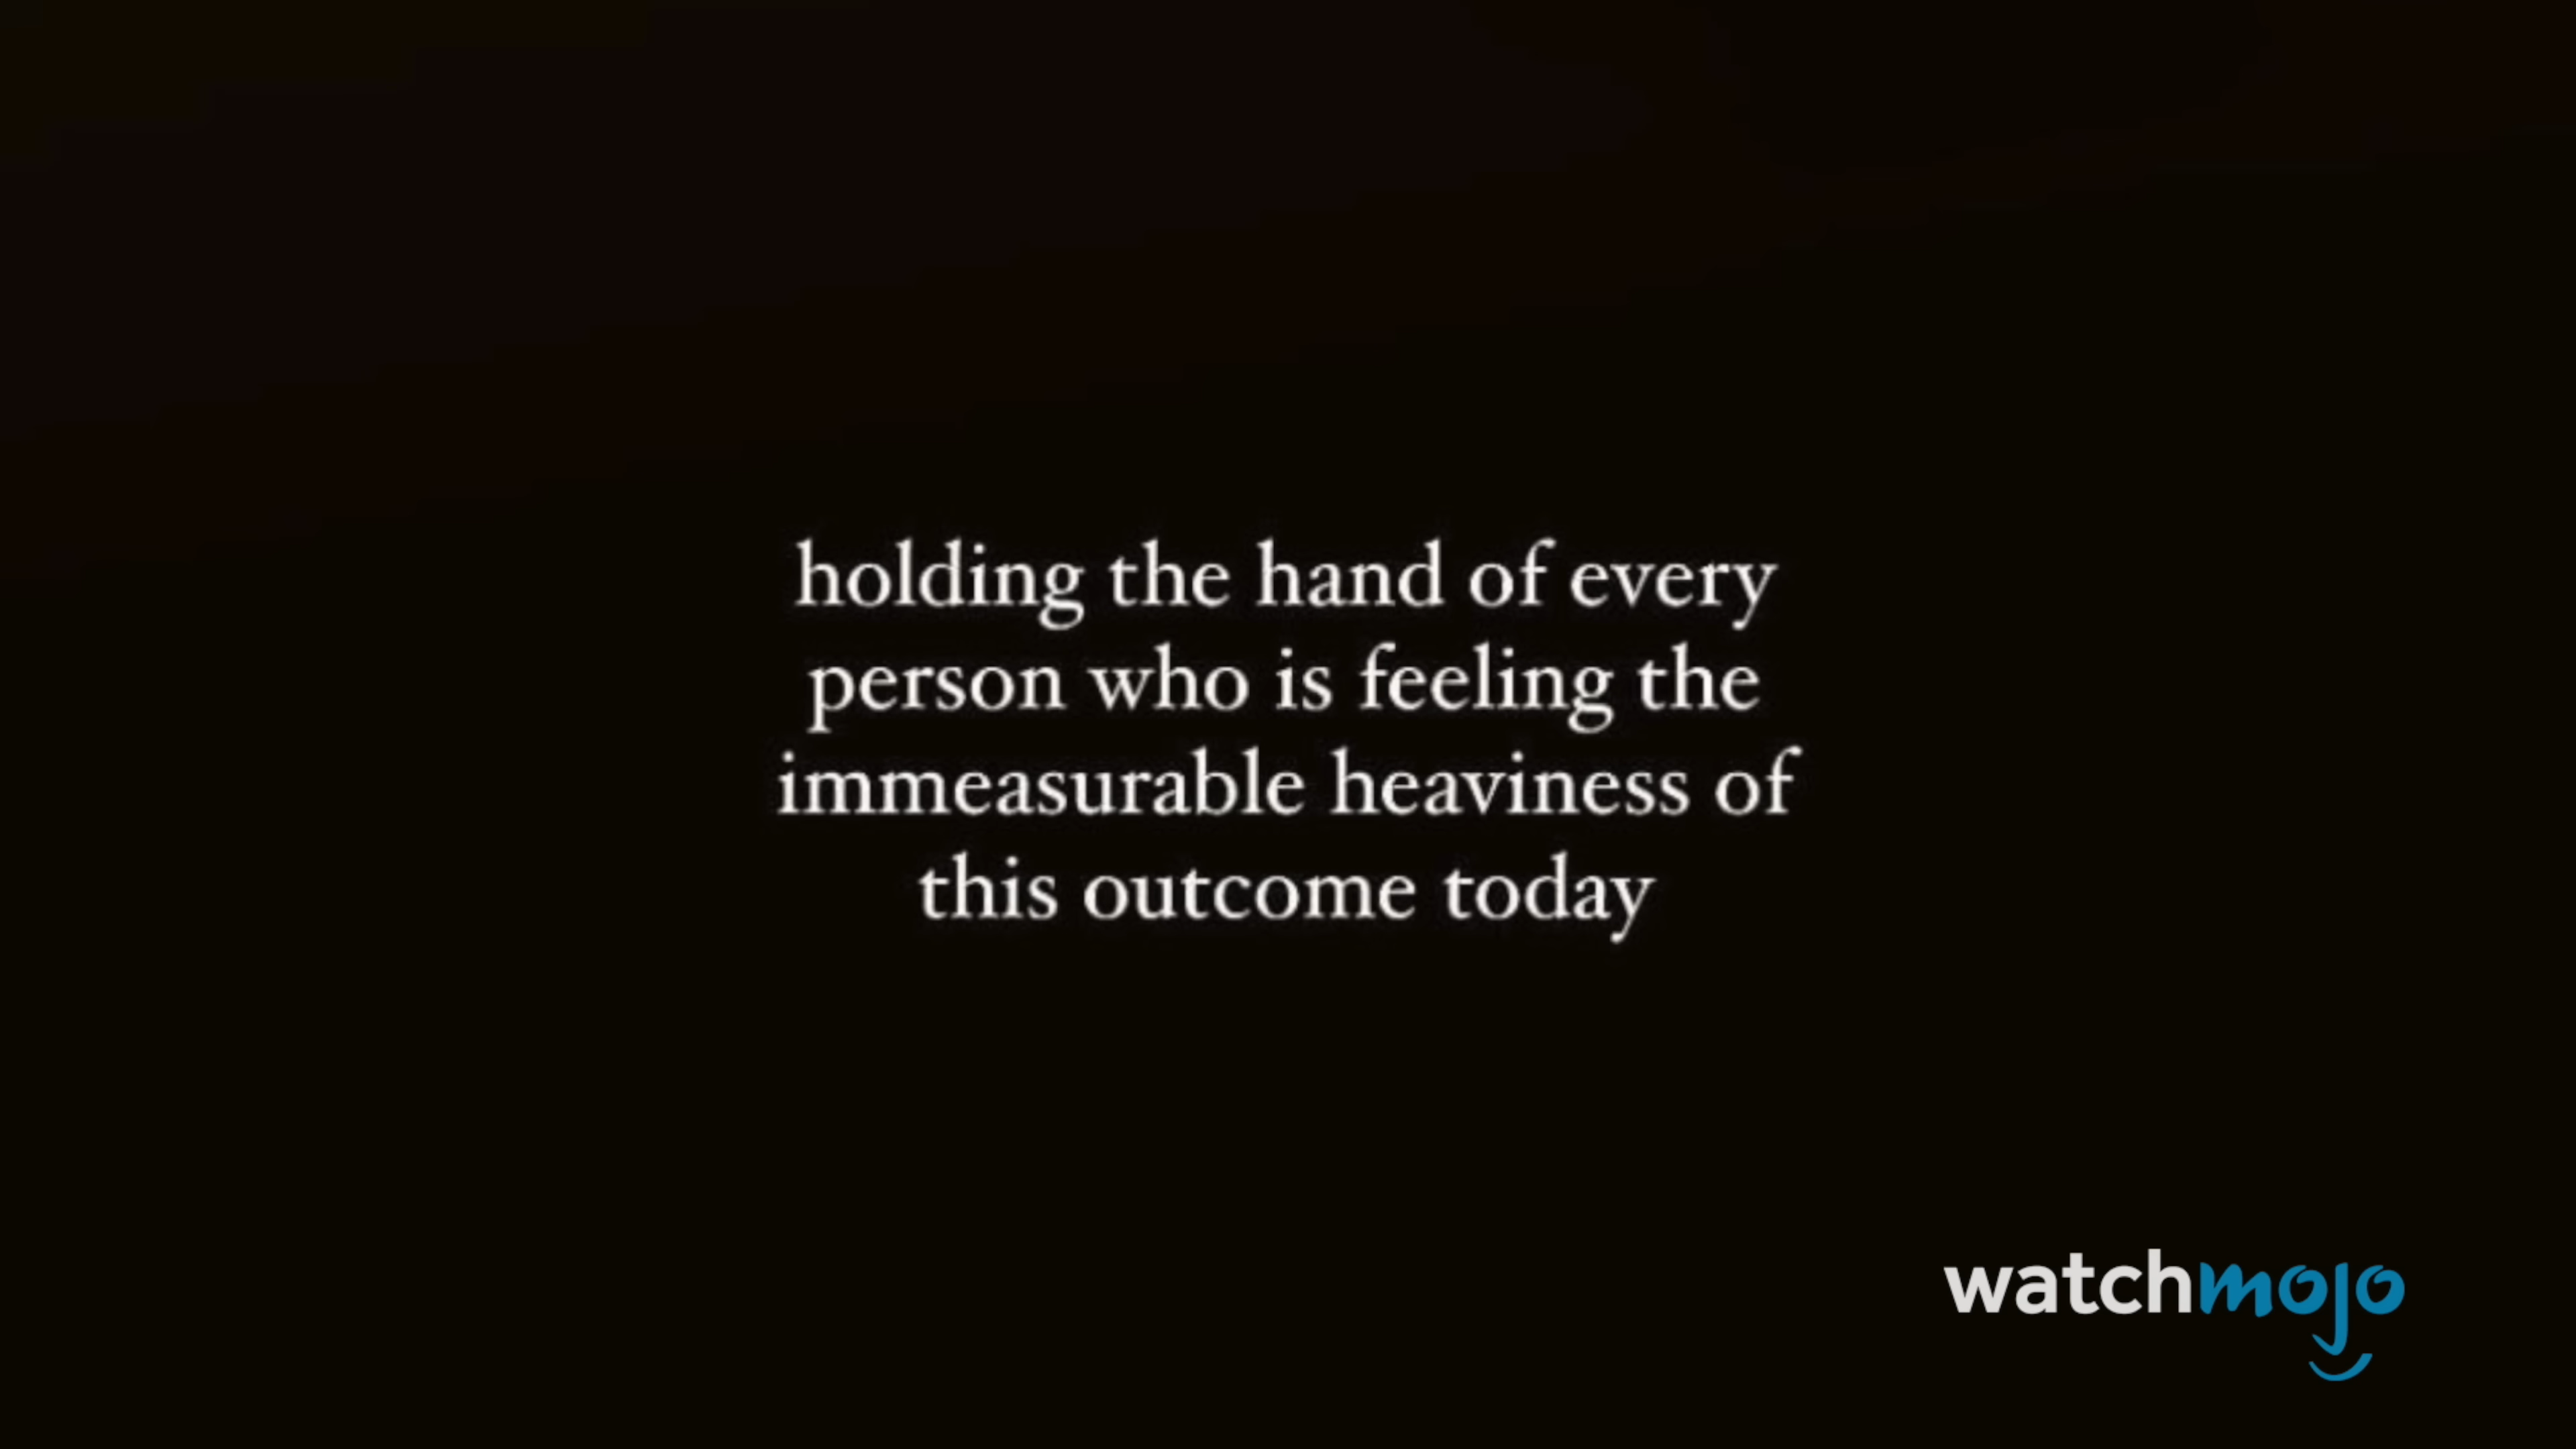 holding the hand of every
person who is feeling the
immeasurable heaviness of
this outcome today
watchmojo